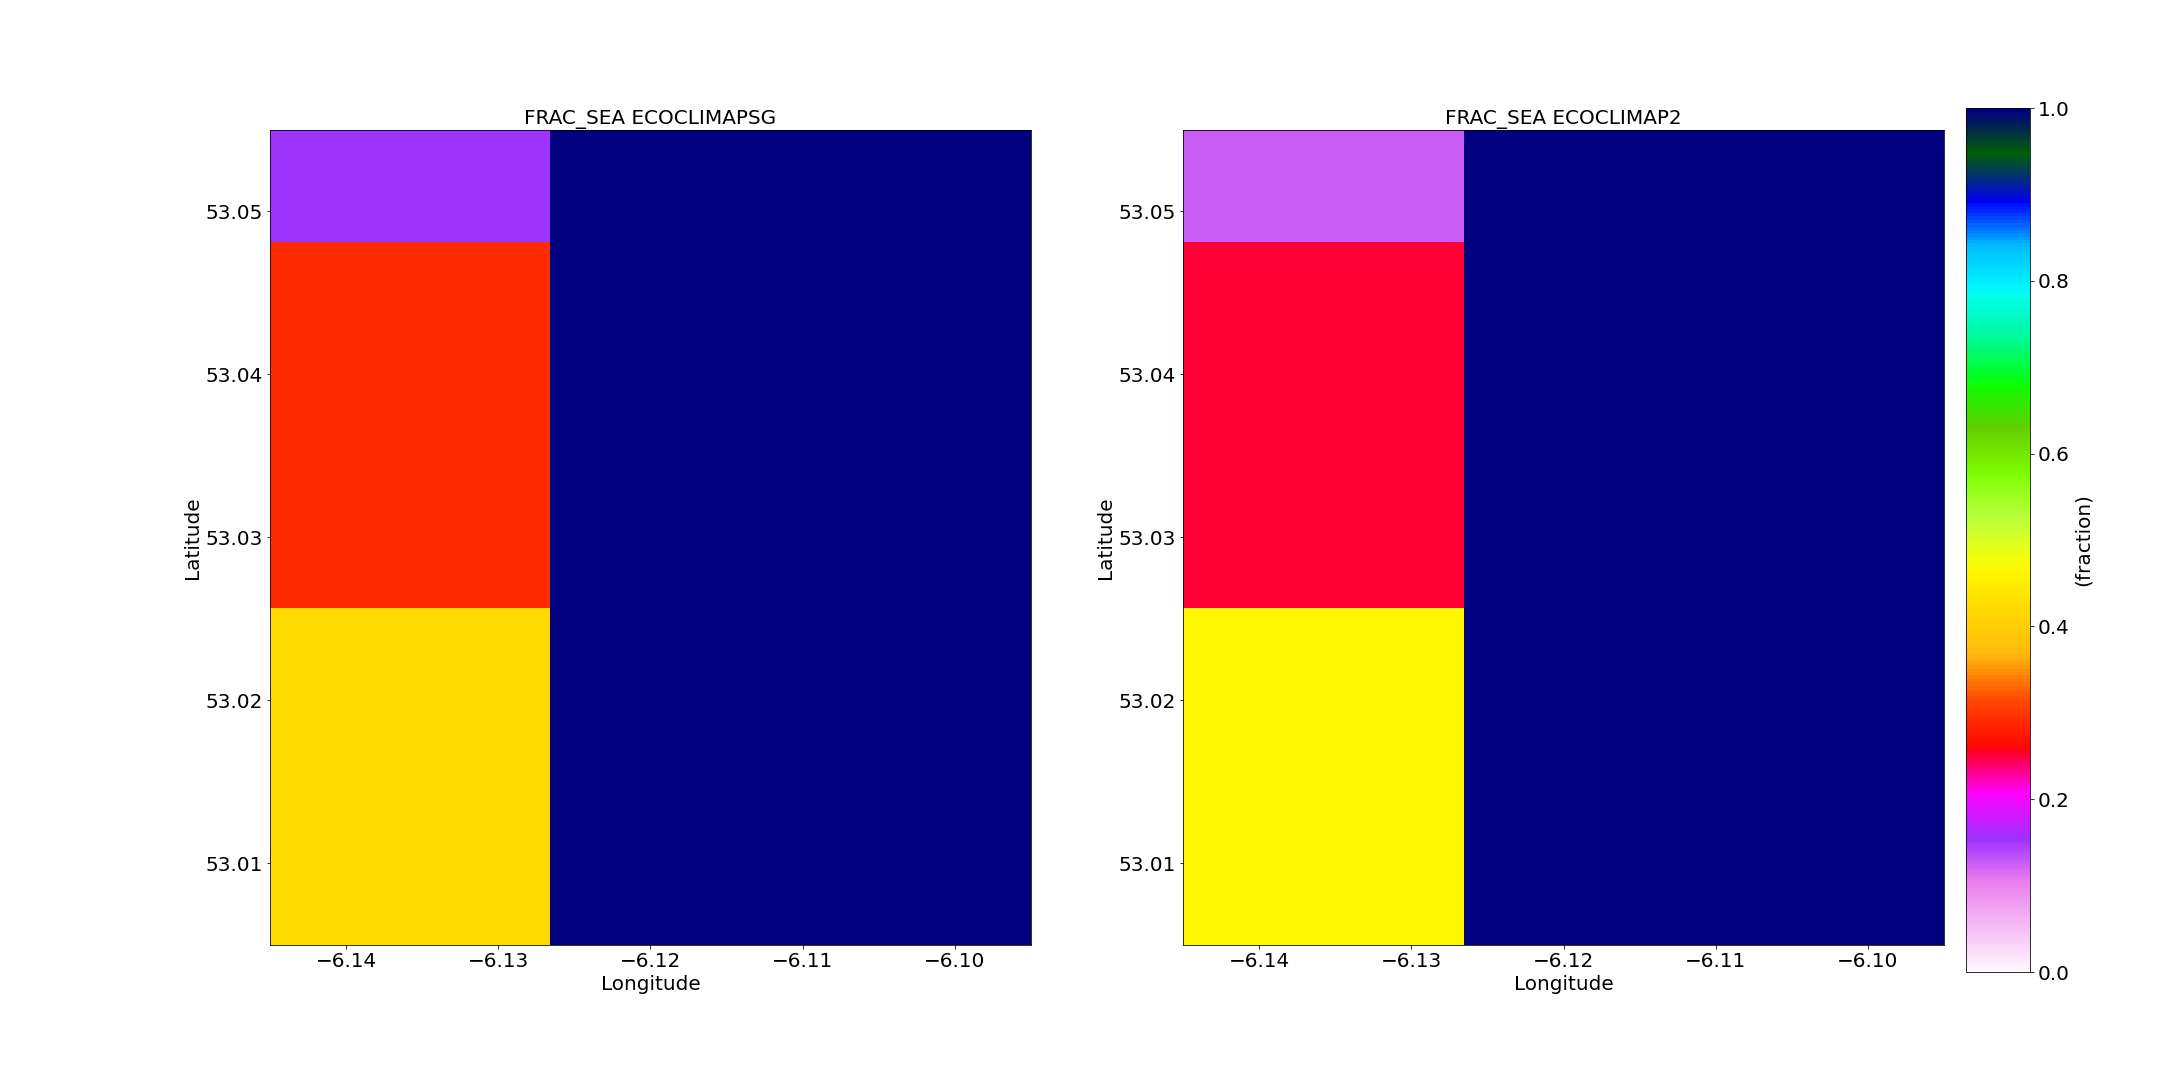 FRAC_SEA ECOCLIMAPSG
53.05
53.04
53.03
53.02
53.01
Latitude
−6.14 −6.13 −6.12 −6.11 −6.10
Longitude
FRAC_SEA ECOCLIMAP2
53.05
53.04
53.03
53.02
53.01
Latitude
−6.14 −6.13 −6.12 −6.11 −6.10
Longitude
1.0
0.8
0.6
0.4
0.2
0.0
(fraction)